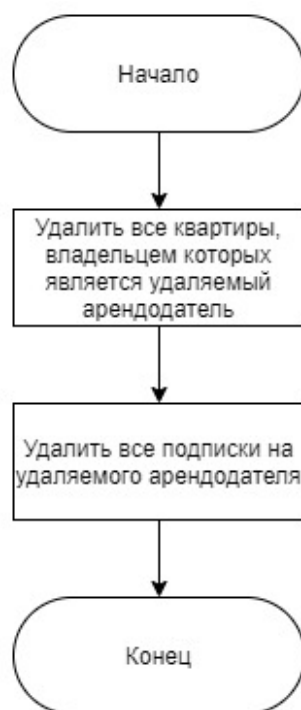 Начало
Удалить все квартиры,
владельцем которых
является удаляемый
арендодатель
Удалить все подписки на
удаляемого арендодателя
Конец